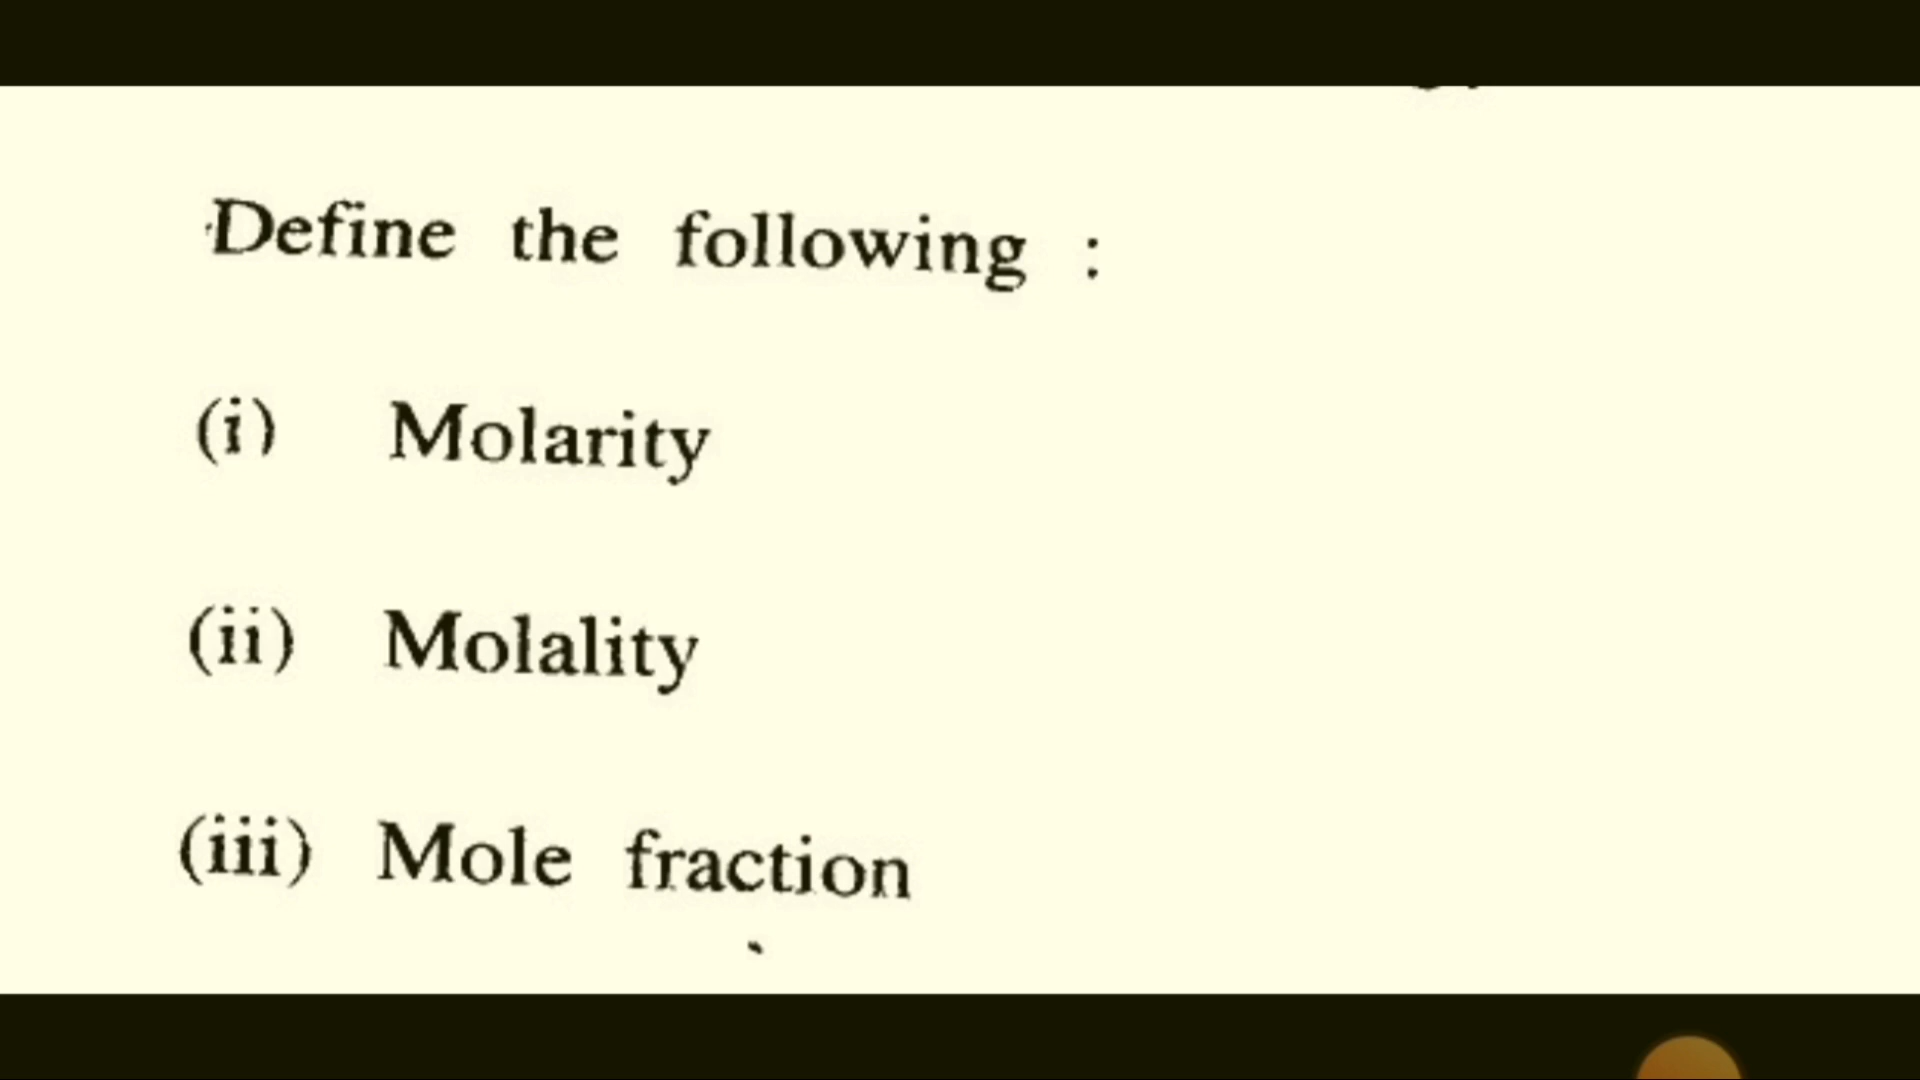 Define the following :
(i) Molarity
(ii) Molality
(iii) Mole fraction